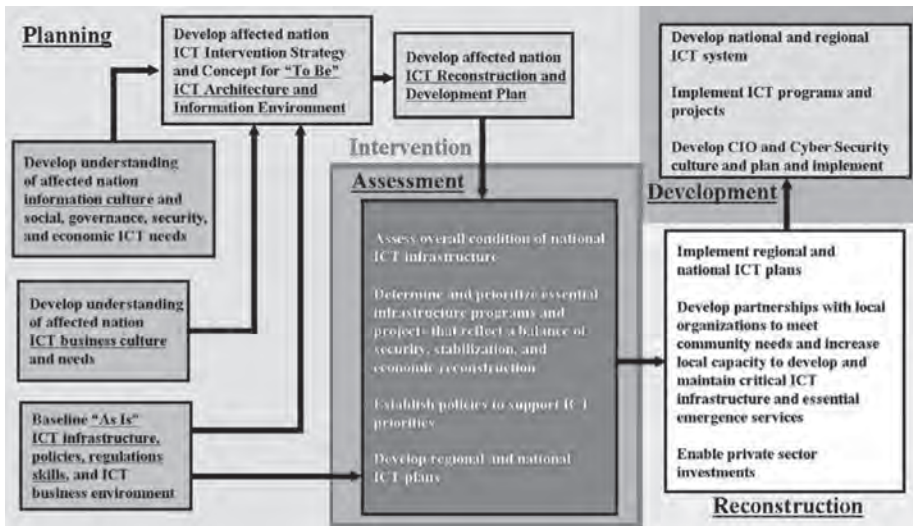 Planning
Develop affected nation
ICT Intervention Strategy
and Concept for “To Be”
ICT Architecture and
Information Environment
Develop affected nation
ICT Reconstruction and
Development Plan
Develop understanding
of affected nation
information culture and
social, governance, security,
and economic ICT needs
Develop understanding
of affected nation
ICT business culture
and needs
Baseline “As Is”
ICT infrastructure,
policies, regulations
skills, and ICT
business environment
Intervention
Assessment
Assess overall condition of national
ICT infrastructure
Determine and prioritize essential
infrastructure programs and
projects that reflect a balance of
security, stabilization, and
economic reconstruction
Establish policies to support ICT
priorities
Develop regional and national
ICT plans
Develop national and regional
ICT system
Implement ICT programs and
projects
Develop CIO and Cyber Security
culture and plan and implement
Development
Implement regional and
national ICT plans
Develop partnerships with local
organizations to meet
community needs and increase
local capacity to develop and
maintain critical ICT
infrastructure and essential
emergence services
Enable private sector
investments
Reconstruction